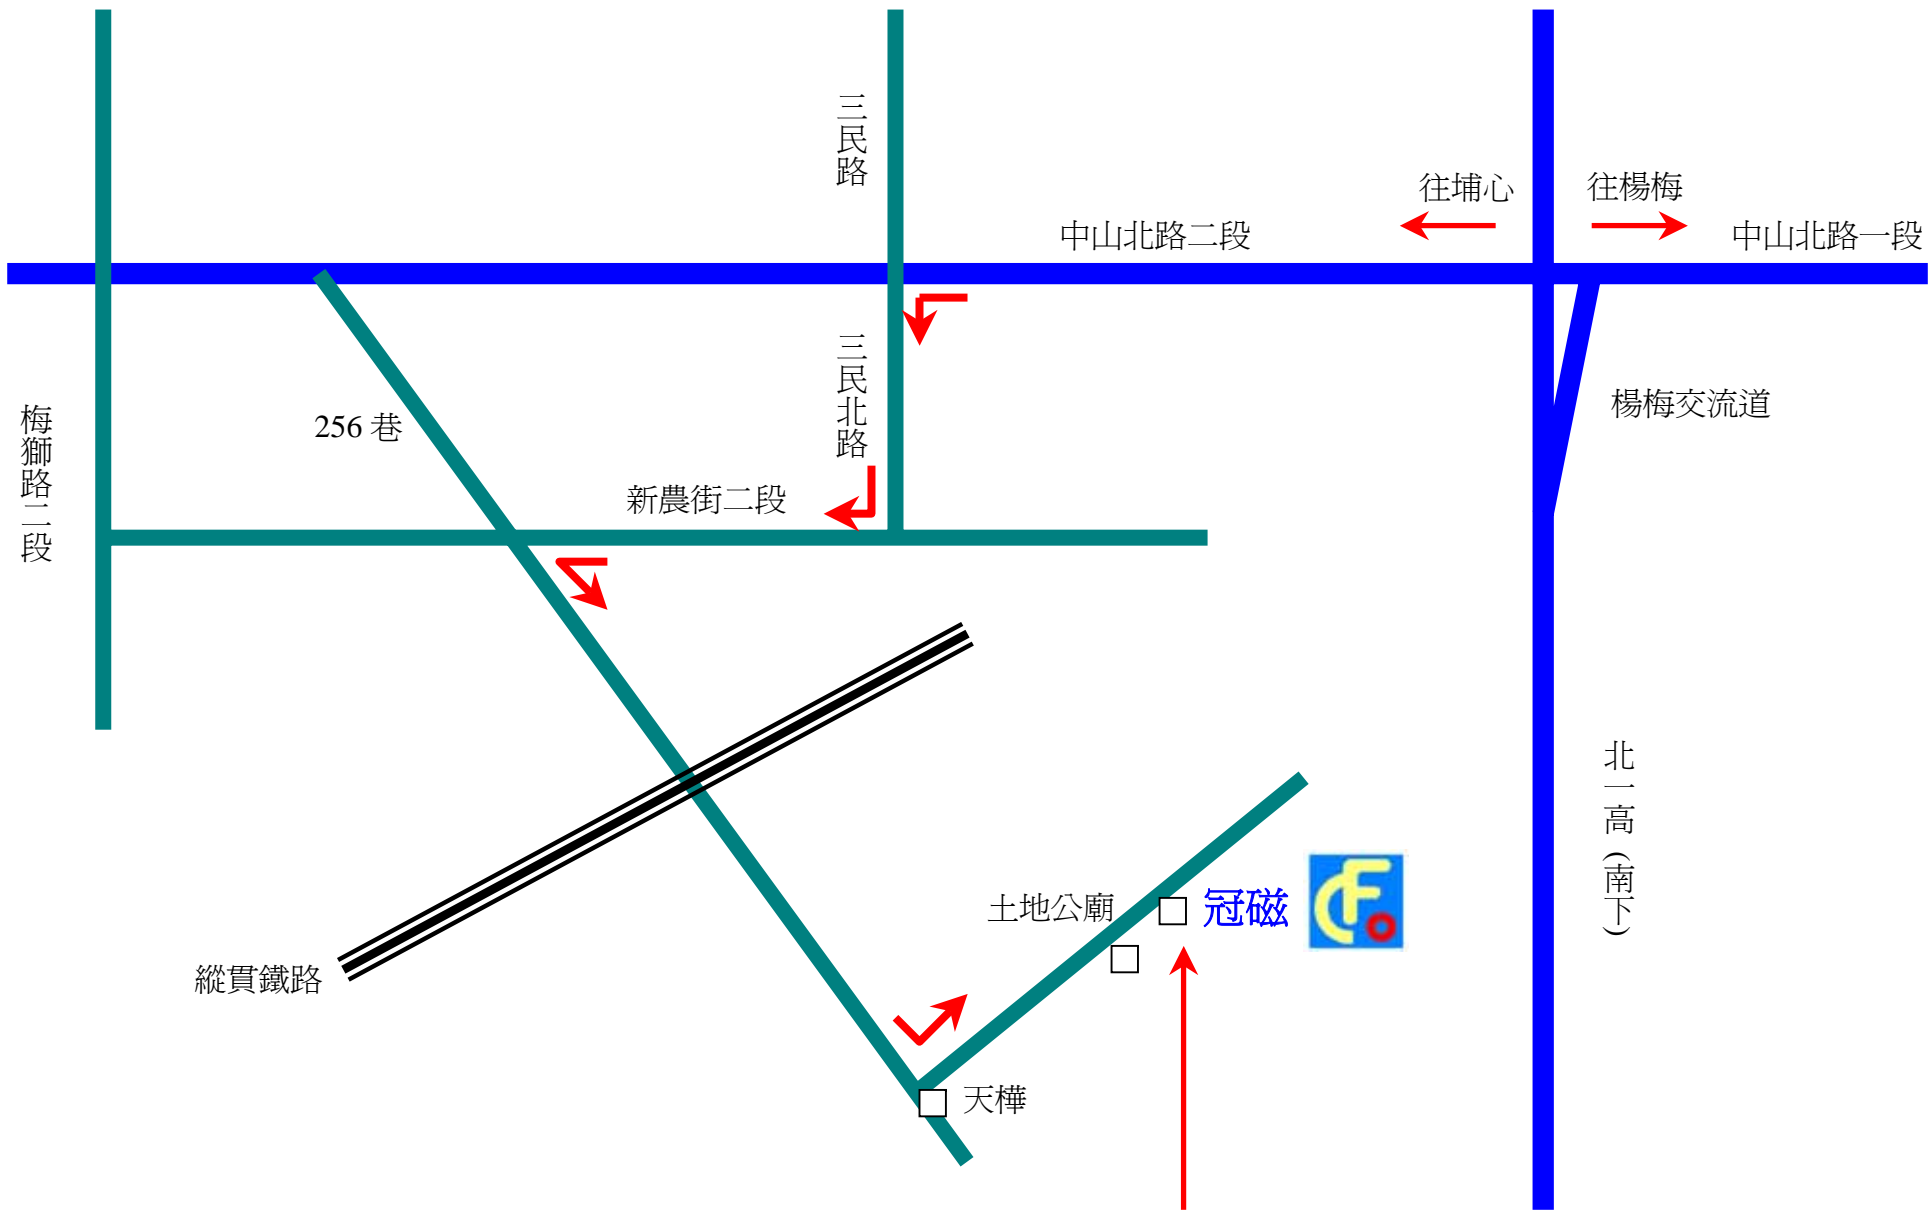 三民路
往埔心
往楊梅
中山北路二段
中山北路一段
三民北路
楊梅交流道
梅獅路二段
256 巷
新農街二段
北一高 (南下)
土地公廟
冠磁
CFo
縱貫鐵路
天樺